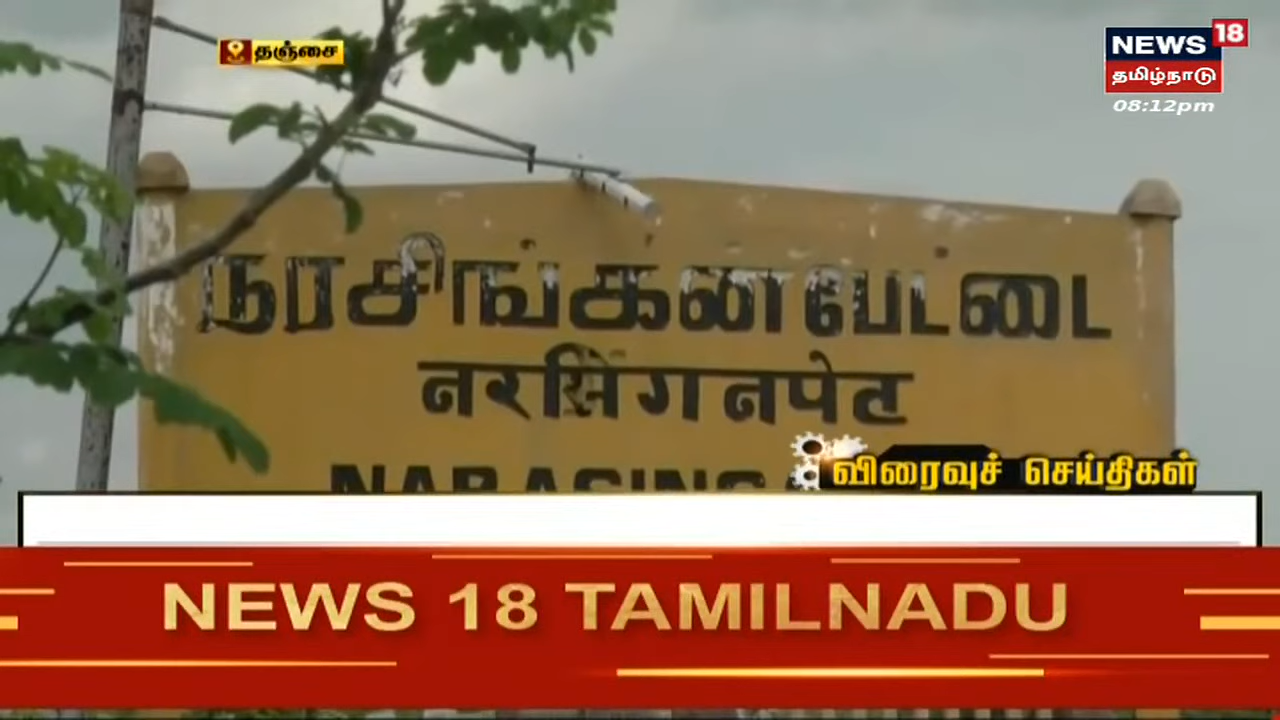 தஞ்சை
NEWS 18
தமிழ்நாடு
08:12pm
நரசிங்கன்பேட்டை
नरसिंगनपेट
விரைவுச் செய்திகள்
NEWS 18 TAMILNADU